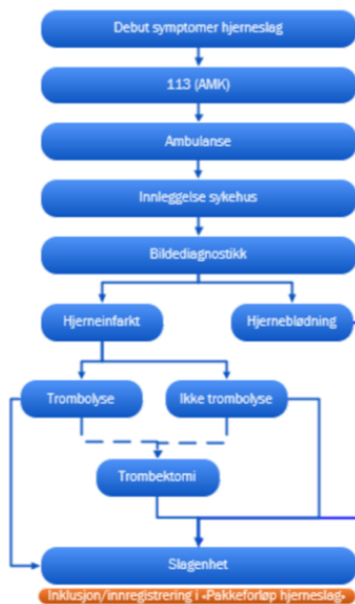 Debut symptomer hjerneslag
113 (AMK)
Ambulanse
Innleggelse sykehus
Bildediagnostikk
Hjerneinfarkt
Hjerneblødning
Trombolyse
Ikke trombolyse
Trombektomi
Slagenhet
Inklusjon/innregistrering i «Pakkeforløp hjerneslag»